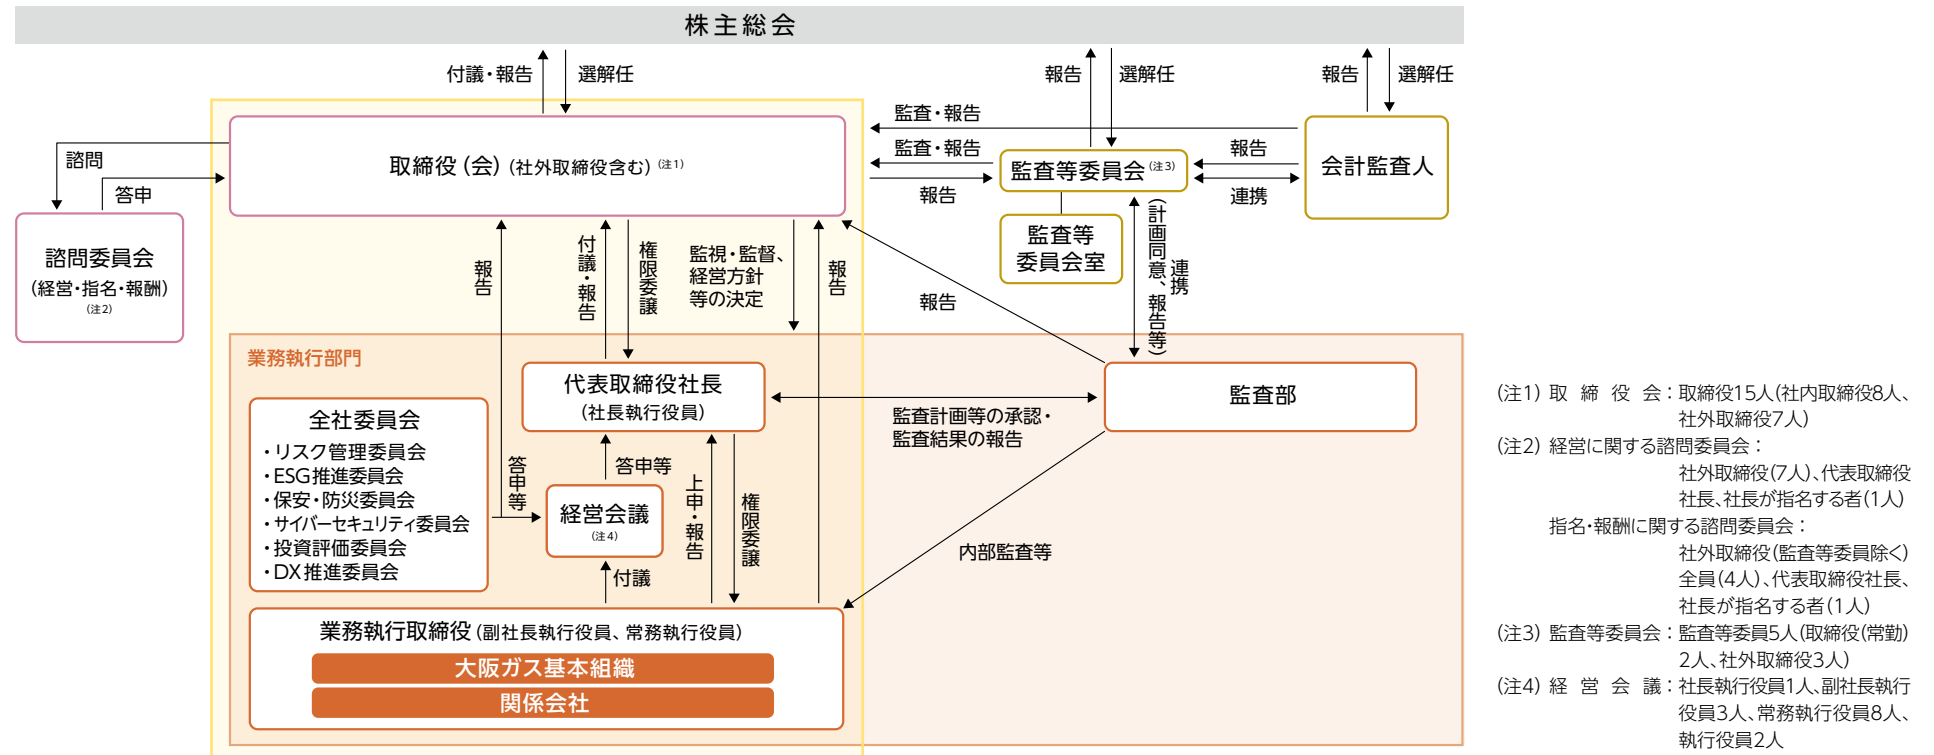 株主総会
付議・報告
選解任
報告
選解任
報告
選解任
監査・報告
取締役(会)(社外取締役含む)(注1)
監査・報告
報告
監査等委員会(注3)
報告
連携
会計監査人
諮問
答申
諮問委員会
(経営・指名・報酬)
(注2)
監査等
委員会室
報告
付議・報告
権限委譲
監視・監督、
経営方針
等の決定
報告
報告
連携
(計画同意、報告等)
業務執行部門
代表取締役社長
(社長執行役員)
監査部
監査計画等の承認・
監査結果の報告
全社委員会
・リスク管理委員会
・ESG推進委員会
・保安・防災委員会
・サイバーセキュリティ委員会
・投資評価委員会
・DX推進委員会
答申等
答申等
経営会議
(注4)
上申・報告
権限委譲
付議
内部監査等
業務執行取締役(副社長執行役員、常務執行役員)
大阪ガス基本組織
関係会社
(注1) 取締役会:取締役15人(社内取締役8人、
社外取締役7人)
(注2) 経営に関する諮問委員会:
社外取締役(7人)、代表取締役
社長、社長が指名する者(1人)
指名・報酬に関する諮問委員会:
社外取締役(監査等委員除く)
全員(4人)、代表取締役社長、
社長が指名する者(1人)
(注3) 監査等委員会:監査等委員5人(取締役(常勤)
2人、社外取締役3人)
(注4) 経営会議:社長執行役員1人、副社長執行
役員3人、常務執行役員8人、
執行役員2人